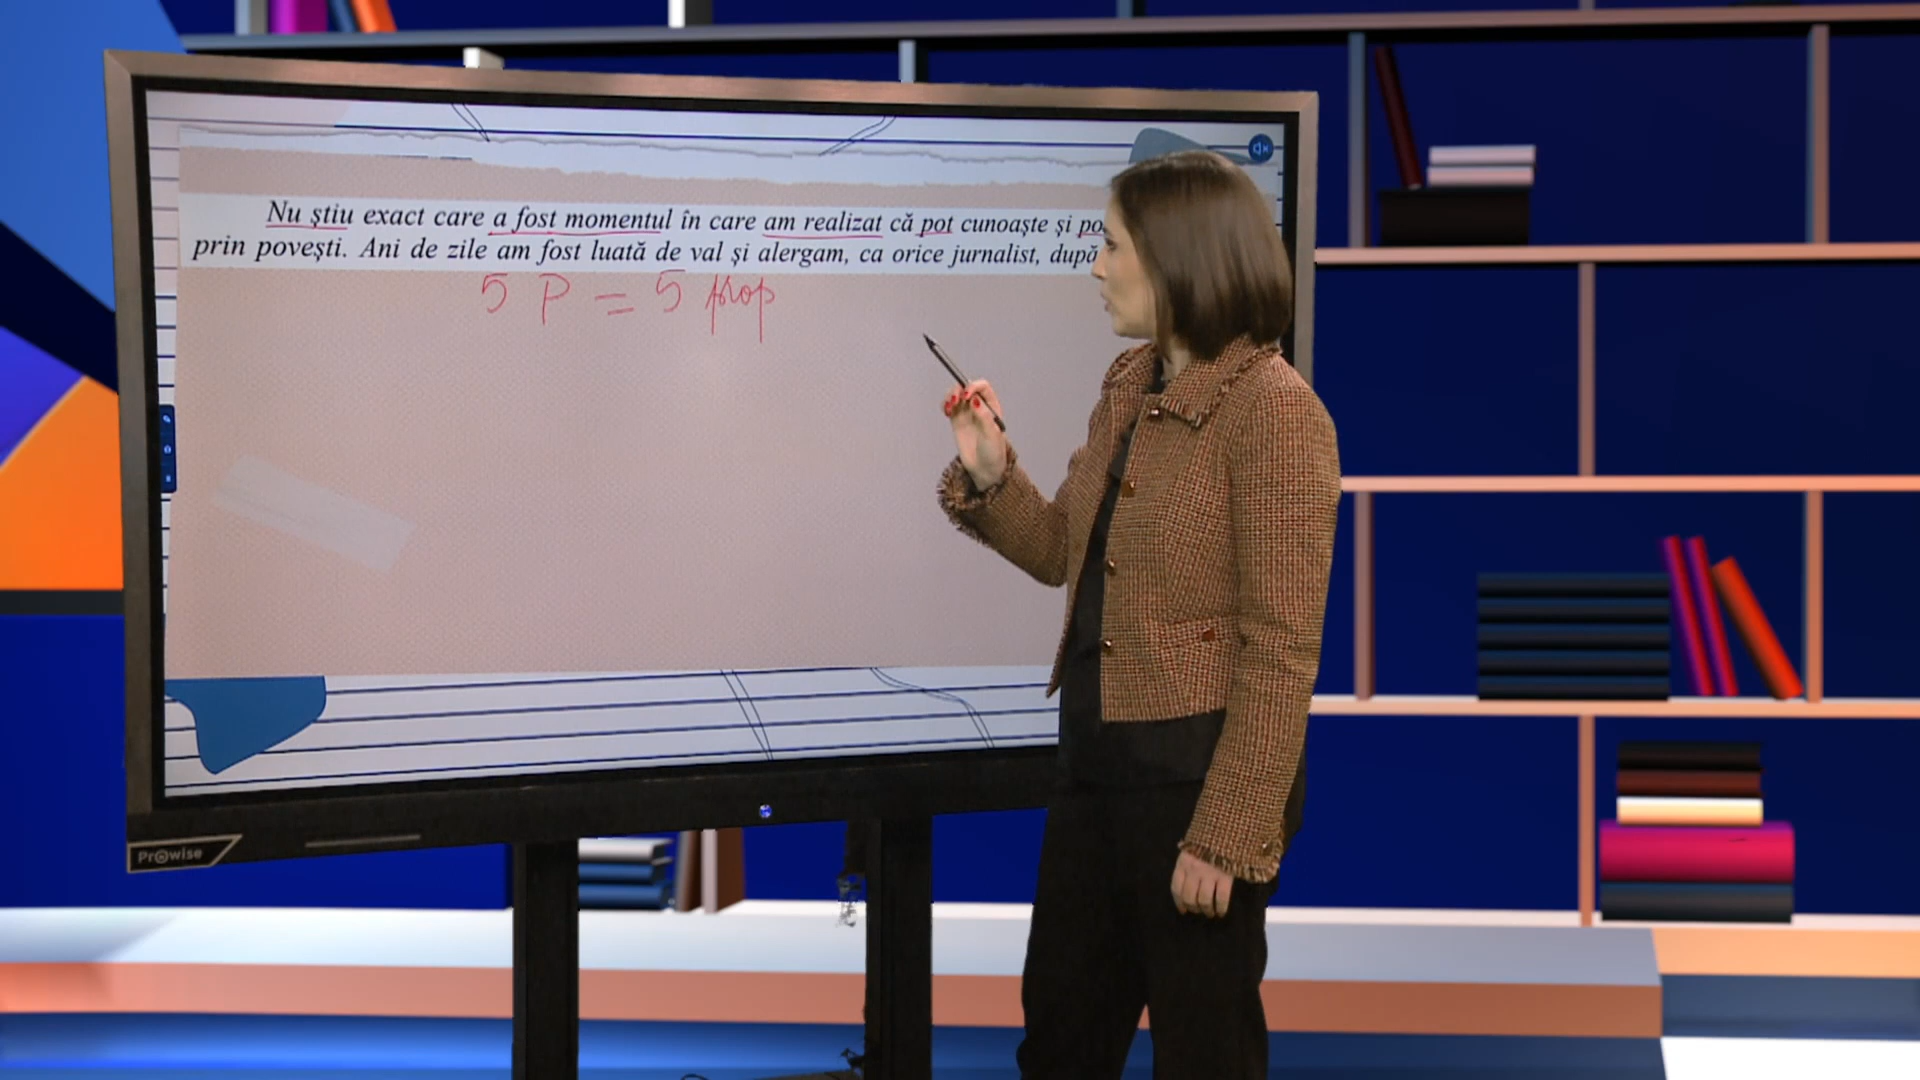 Nu știu exact care a fost momentul în care am realizat că pot cunoaște și
prin povești. Ani de zile am fost luată de val și alergam, ca orice jurnalist, după
5 P = 5 prop
Prowise